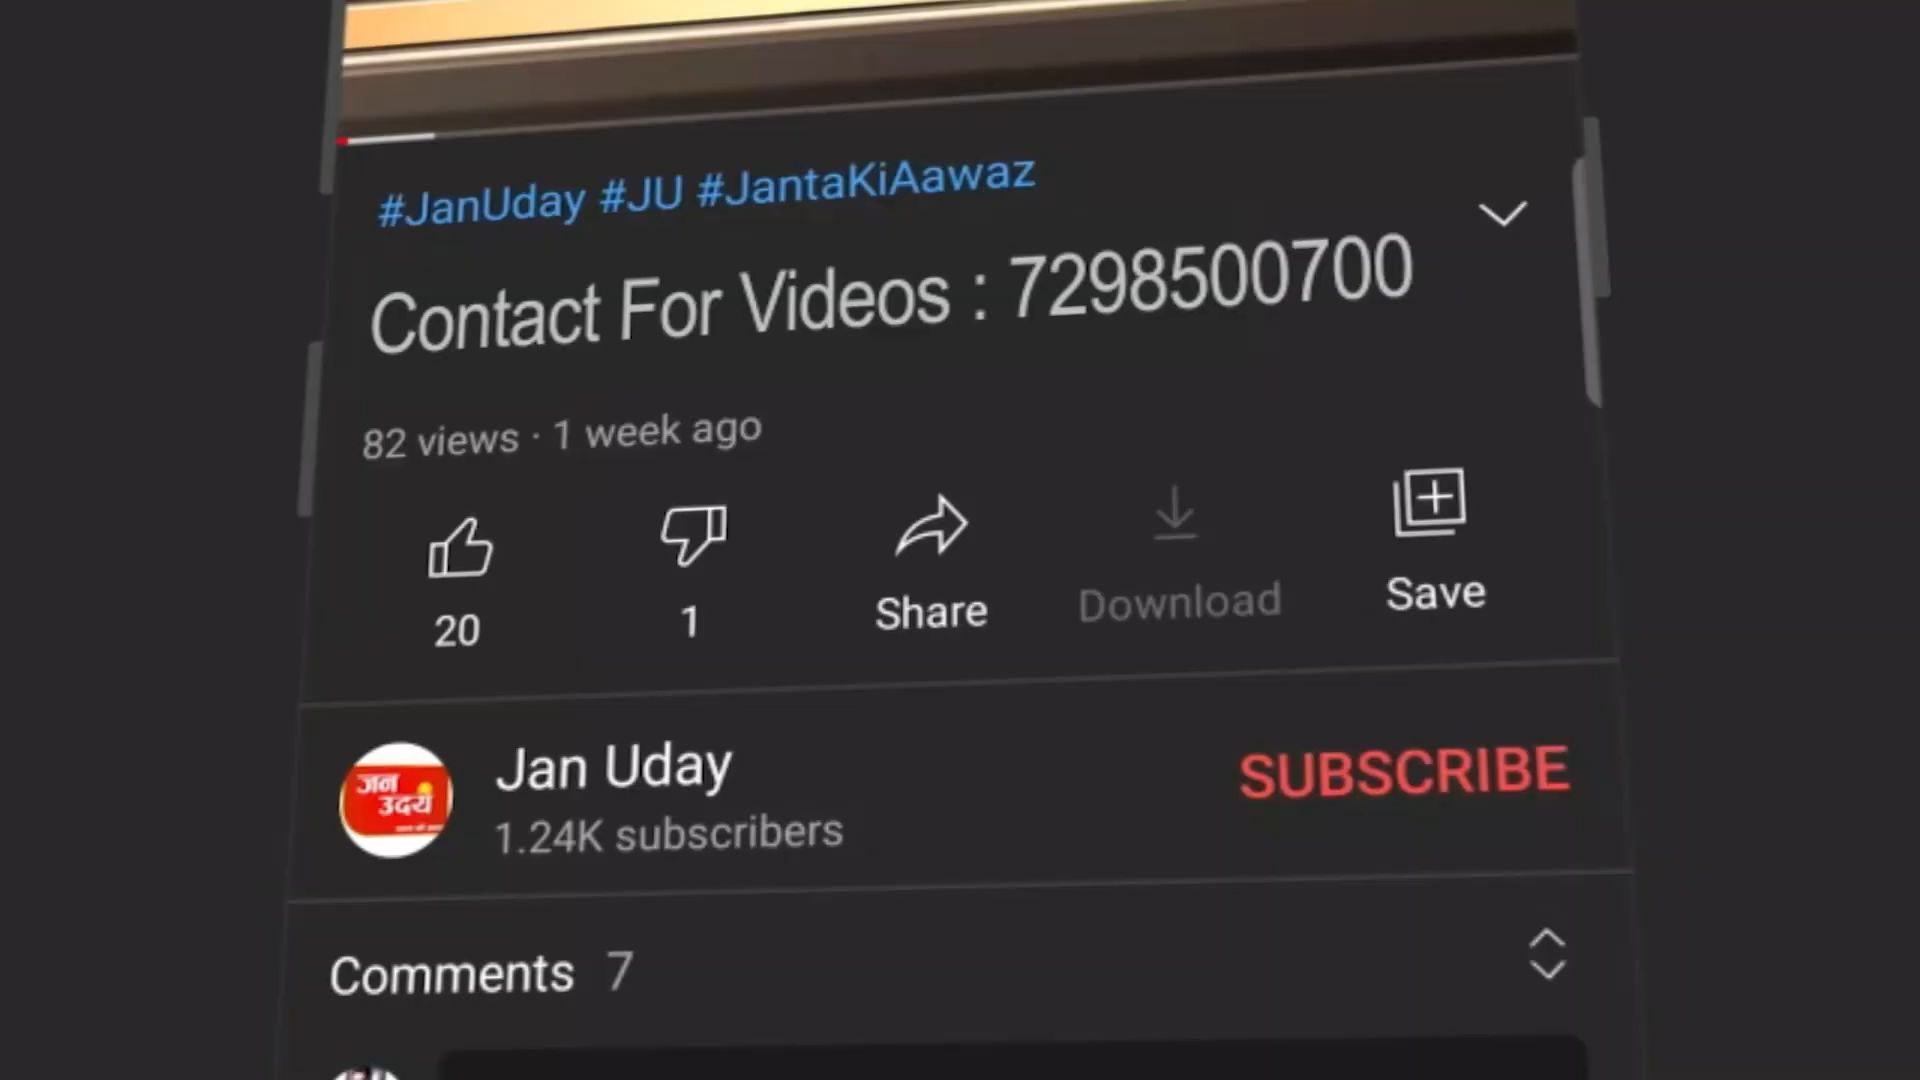 #JanUday #JU #JantaKiAawaz
Contact For Videos : 7298500700
82 views · 1 week ago
20
1
Share
Download
Save
जन
उदय
Jan Uday
1.24K subscribers
SUBSCRIBE
Comments 7